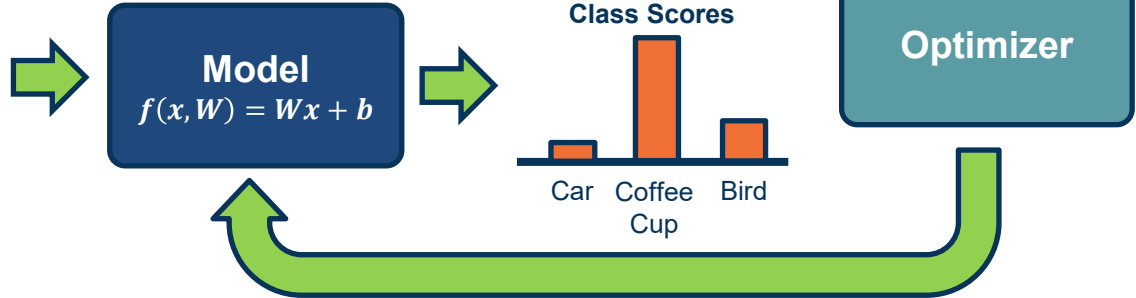 Class Scores
Model
f(x, W) = Wx + b
Optimizer
Car
Coffee
Cup
Bird